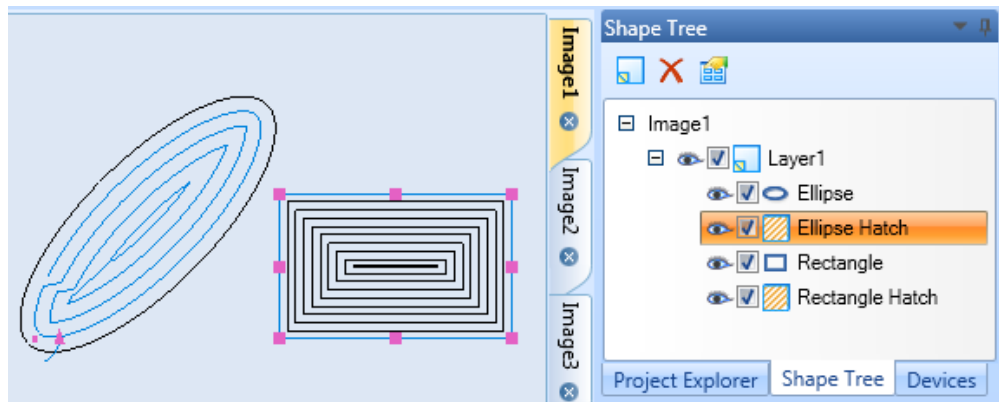 Image1
Image2
Image3
Shape Tree
Image1
Layer1
Ellipse
Ellipse Hatch
Rectangle
Rectangle Hatch
Project Explorer
Shape Tree
Devices